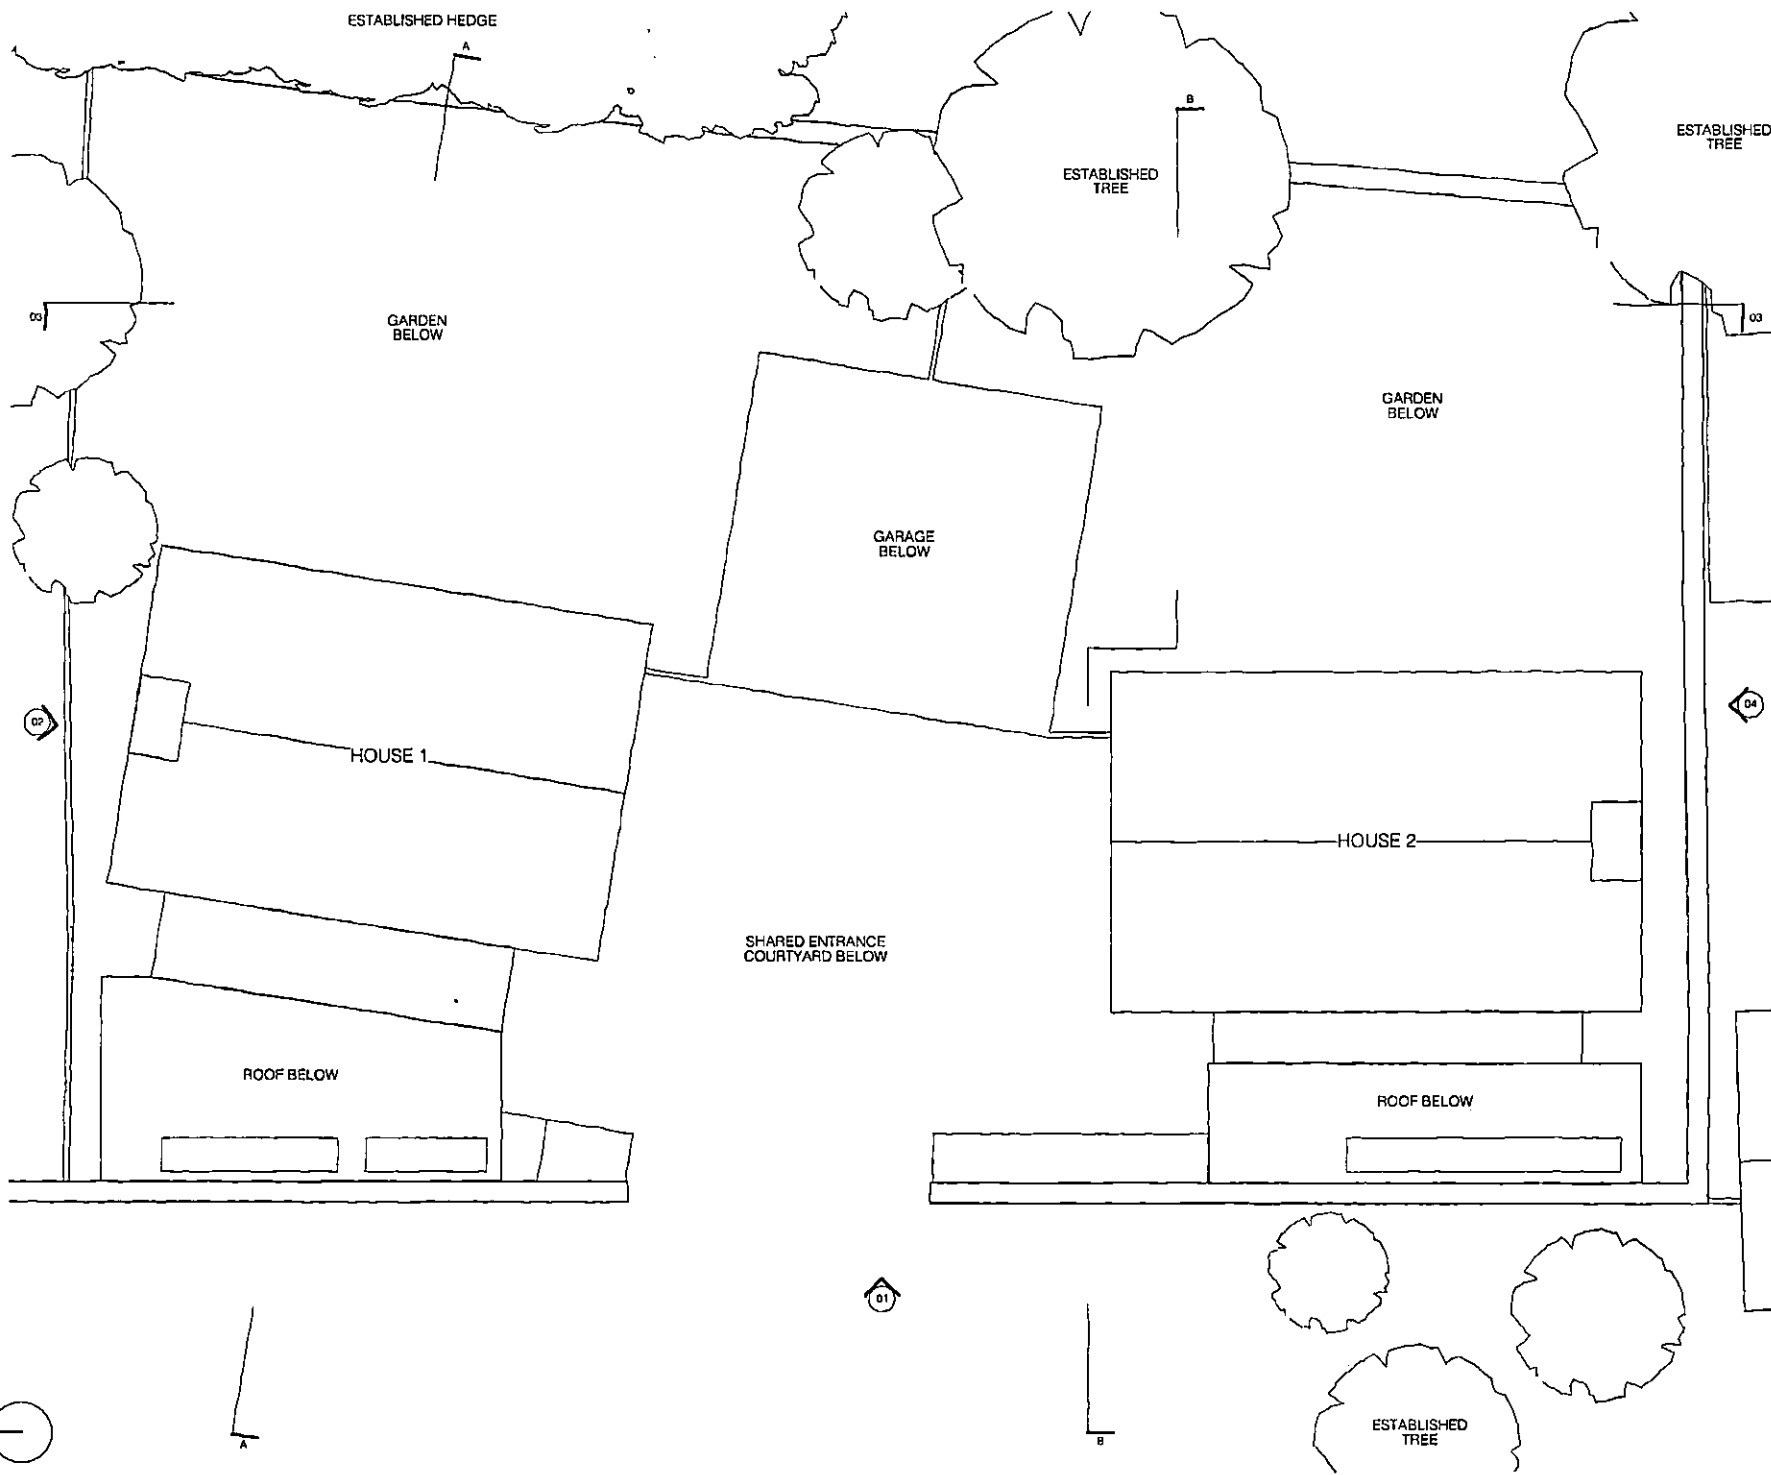 ESTABLISHED HEDGE
A
B
ESTABLISHED
TREE
ESTABLISHED
TREE
03
GARDEN
BELOW
03
GARDEN
BELOW
GARAGE
BELOW
02
04
HOUSE 1
HOUSE 2
SHARED ENTRANCE
COURTYARD BELOW
ROOF BELOW
ROOF BELOW
01
ESTABLISHED
TREE
A
B